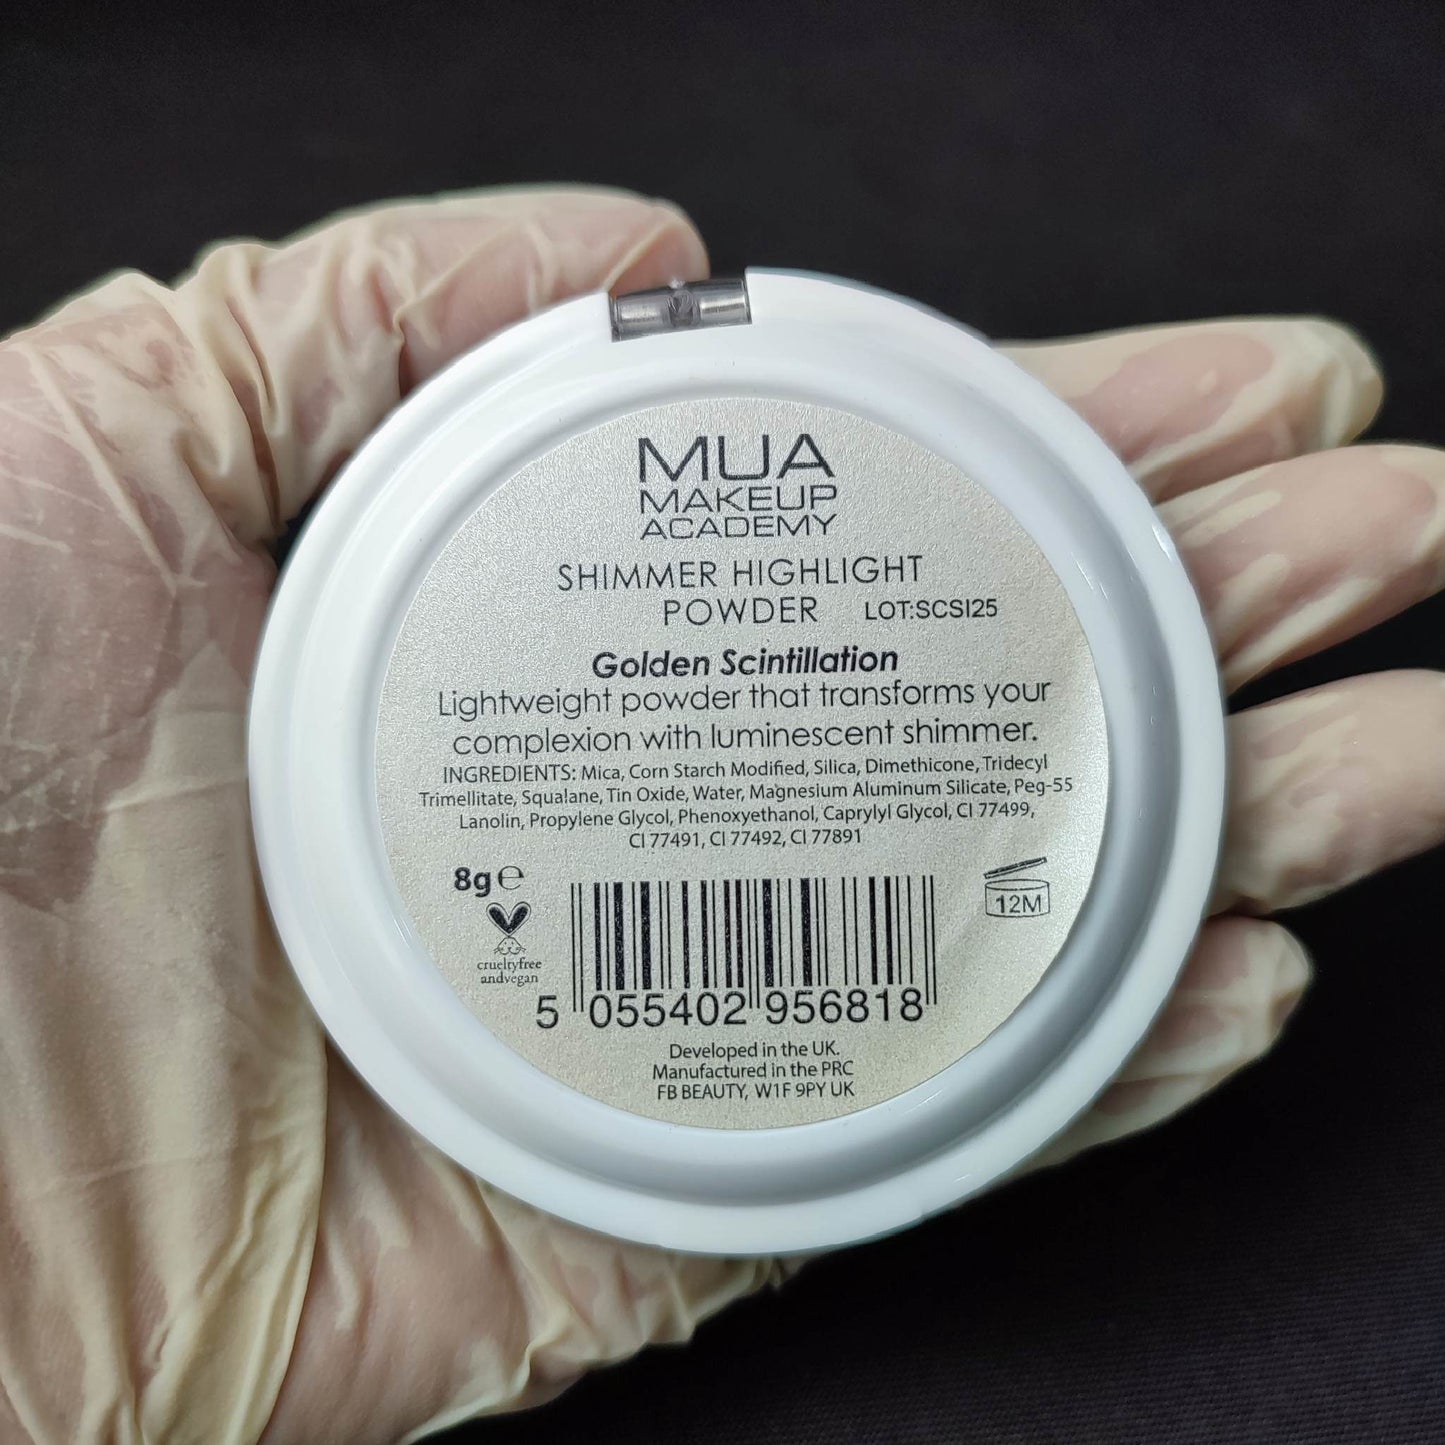 MUA
MAKEUP
ACADEMY
SHIMMER HIGHLIGHT
POWDER LOT:SCSI25
Golden Scintillation
Lightweight powder that transforms your
complexion with luminescent shimmer.
INGREDIENTS: Mica, Corn Starch Modified, Silica, Dimethicone, Tridecyl
Trimellitate, Squalane, Tin Oxide, Water, Magnesium Aluminum Silicate, Peg-55
Lanolin, Propylene Glycol, Phenoxyethanol, Caprylyl Glycol, CI 77499,
CI 77491, CI 77492, CI 77891
8g ℮
12M
crueltyfree
andvegan
5 055402 956818
Developed in the UK.
Manufactured in the PRC
FB BEAUTY, W1F 9PY UK